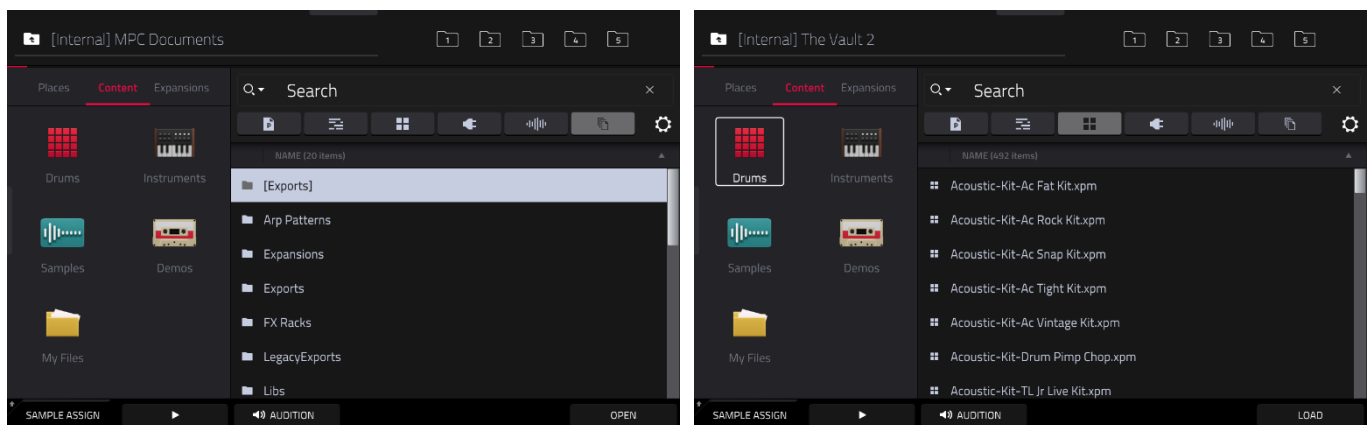 [Internal] MPC Documents
1 2 3 4 5
Places Content Expansions
Search
Drums
Instruments
Samples
Demos
My Files
NAME (20 items)
[Exports]
Arp Patterns
Expansions
Exports
FX Racks
LegacyExports
Libs
SAMPLE ASSIGN
AUDITION
OPEN
[Internal] The Vault 2
1 2 3 4 5
Places Content Expansions
Search
Drums
Instruments
Samples
Demos
My Files
NAME (492 items)
Acoustic-Kit-Ac Fat Kit.xpm
Acoustic-Kit-Ac Rock Kit.xpm
Acoustic-Kit-Ac Snap Kit.xpm
Acoustic-Kit-Ac Tight Kit.xpm
Acoustic-Kit-Ac Vintage Kit.xpm
Acoustic-Kit-Drum Pimp Chop.xpm
Acoustic-Kit-TL Jr Live Kit.xpm
SAMPLE ASSIGN
AUDITION
LOAD